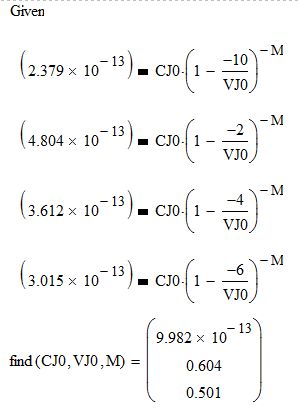 Given
(2.379 × 10^-13) = CJ0·(1 - -10/VJ0)^-M
(4.804 × 10^-13) = CJ0·(1 - -2/VJ0)^-M
(3.612 × 10^-13) = CJ0·(1 - -4/VJ0)^-M
(3.015 × 10^-13) = CJ0·(1 - -6/VJ0)^-M
find(CJ0,VJ0,M) = (9.982 × 10^-13
0.604
0.501)